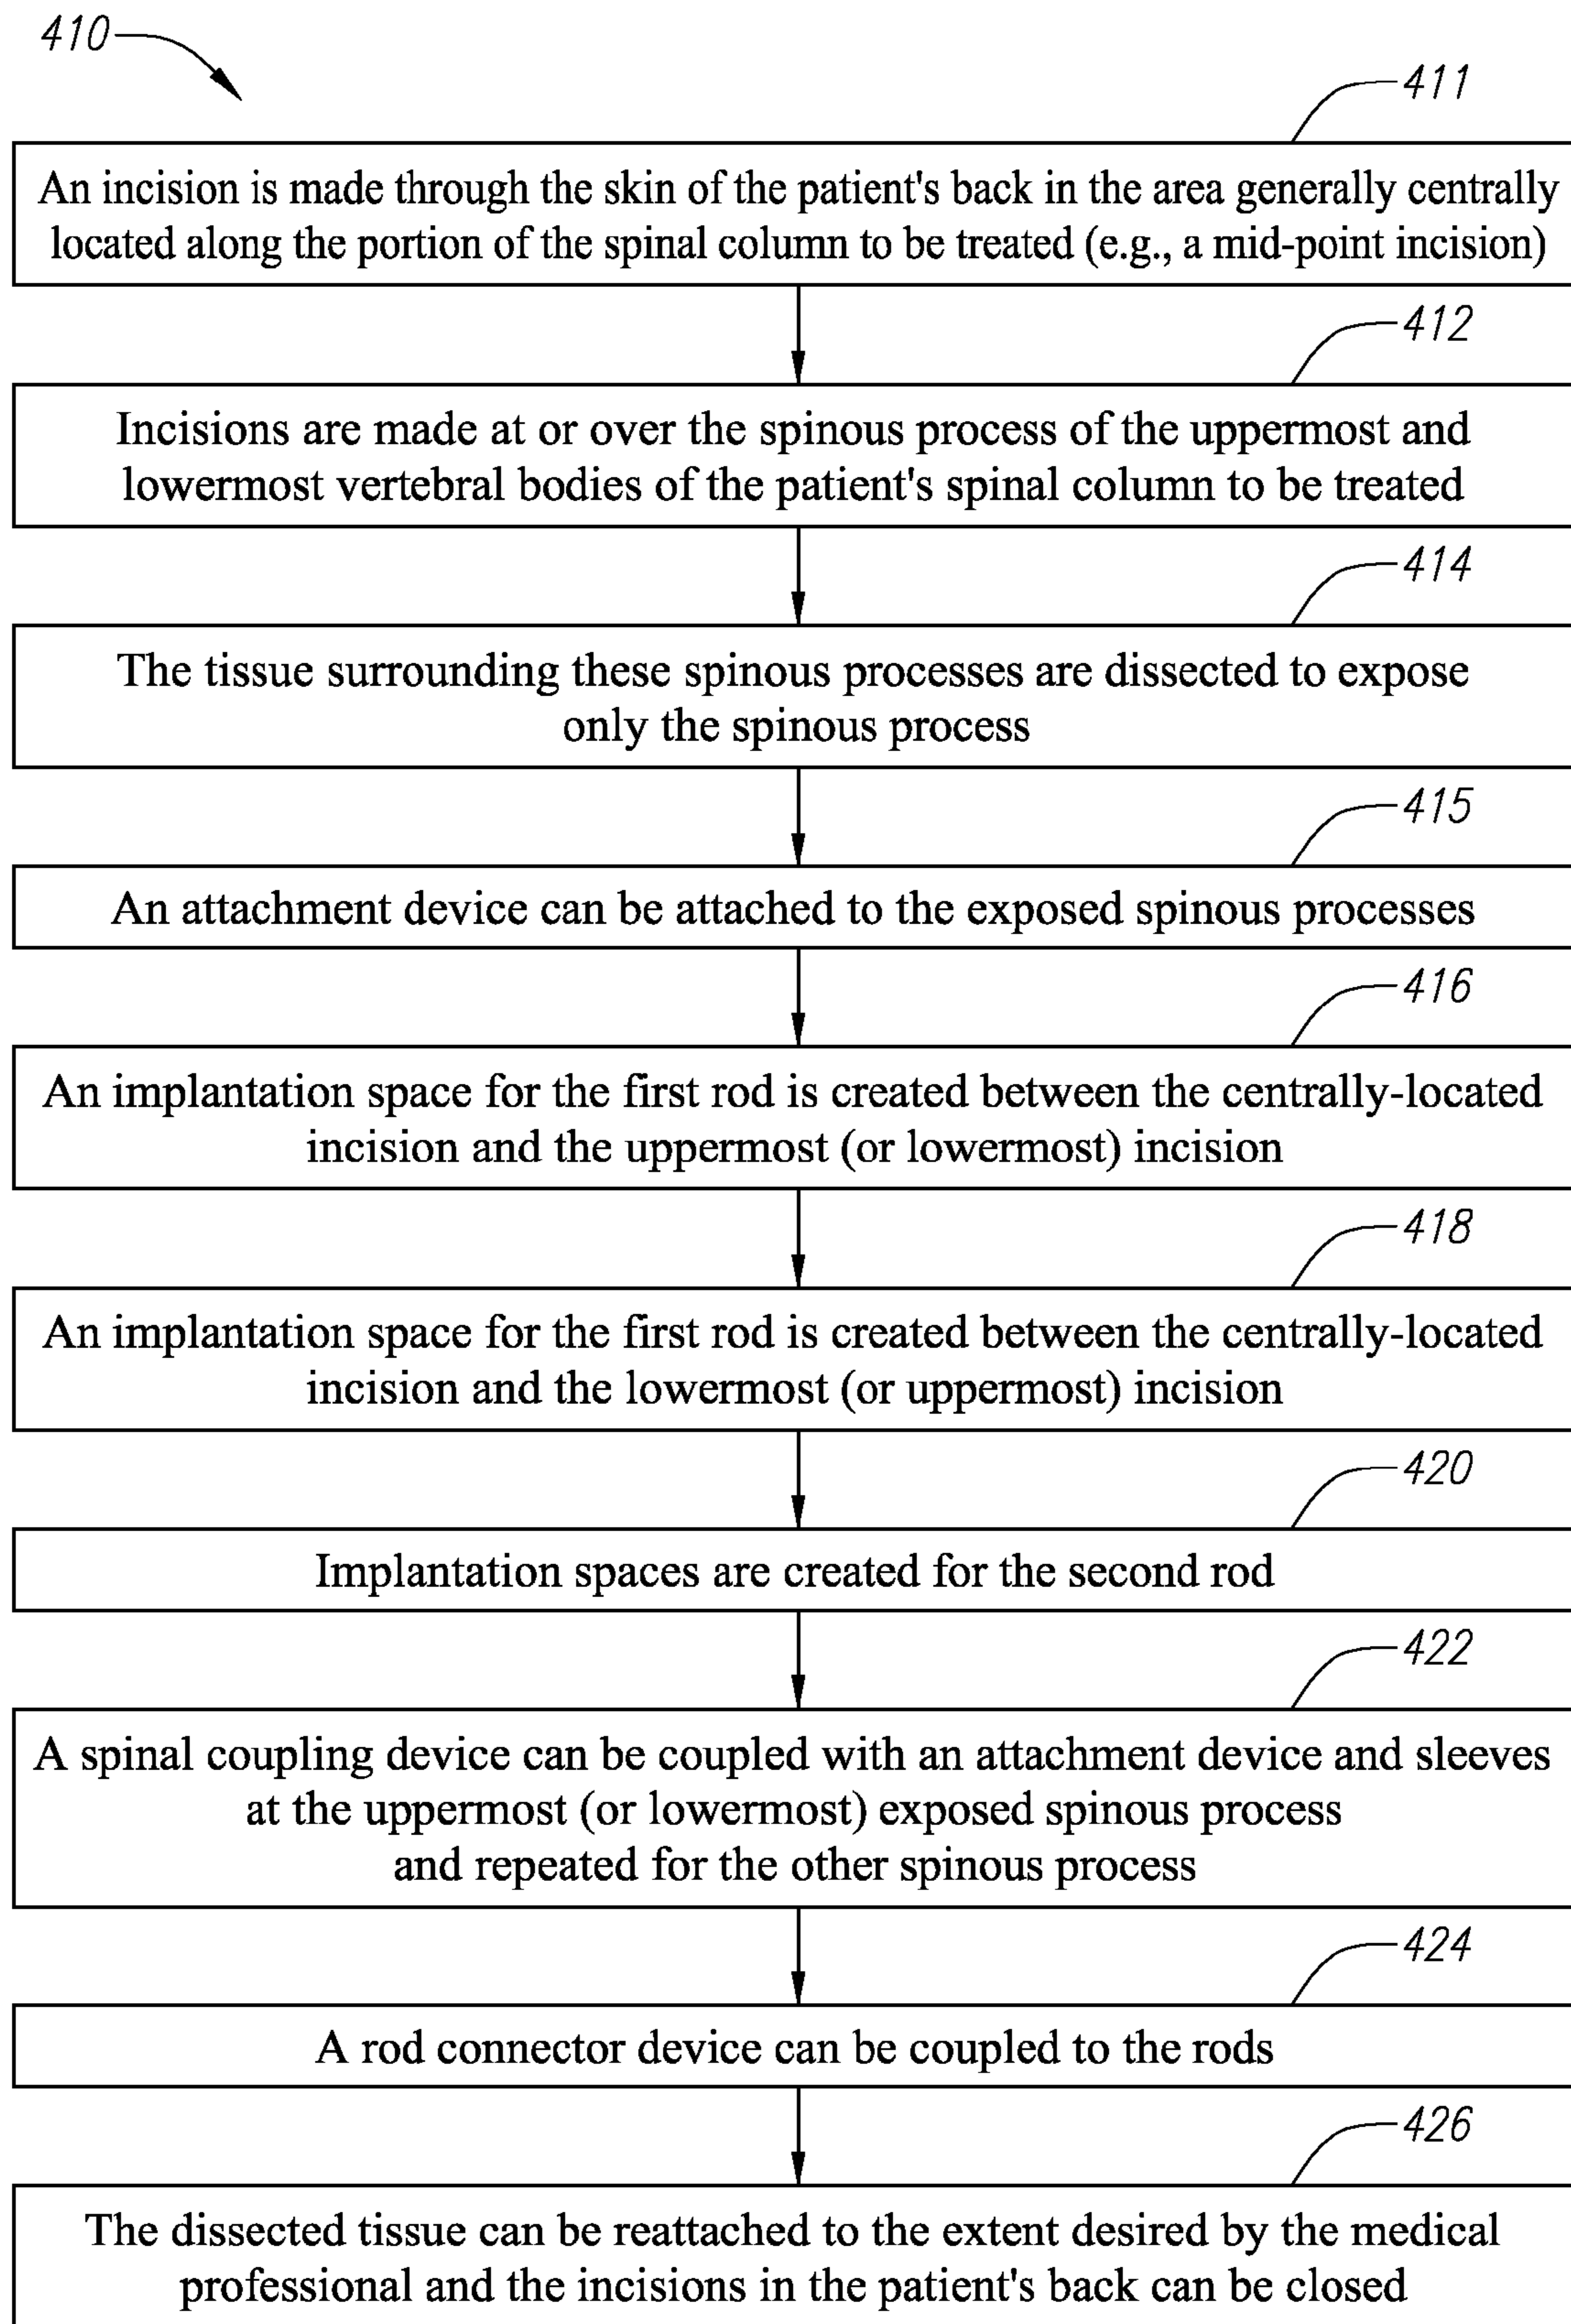 410
411
An incision is made through the skin of the patient's back in the area generally centrally
located along the portion of the spinal column to be treated (e.g., a mid-point incision)
412
Incisions are made at or over the spinous process of the uppermost and
lowermost vertebral bodies of the patient's spinal column to be treated
414
The tissue surrounding these spinous processes are dissected to expose
only the spinous process
415
An attachment device can be attached to the exposed spinous processes
416
An implantation space for the first rod is created between the centrally-located
incision and the uppermost (or lowermost) incision
418
An implantation space for the first rod is created between the centrally-located
incision and the lowermost (or uppermost) incision
420
Implantation spaces are created for the second rod
422
A spinal coupling device can be coupled with an attachment device and sleeves
at the uppermost (or lowermost) exposed spinous process
and repeated for the other spinous process
424
A rod connector device can be coupled to the rods
426
The dissected tissue can be reattached to the extent desired by the medical
professional and the incisions in the patient's back can be closed